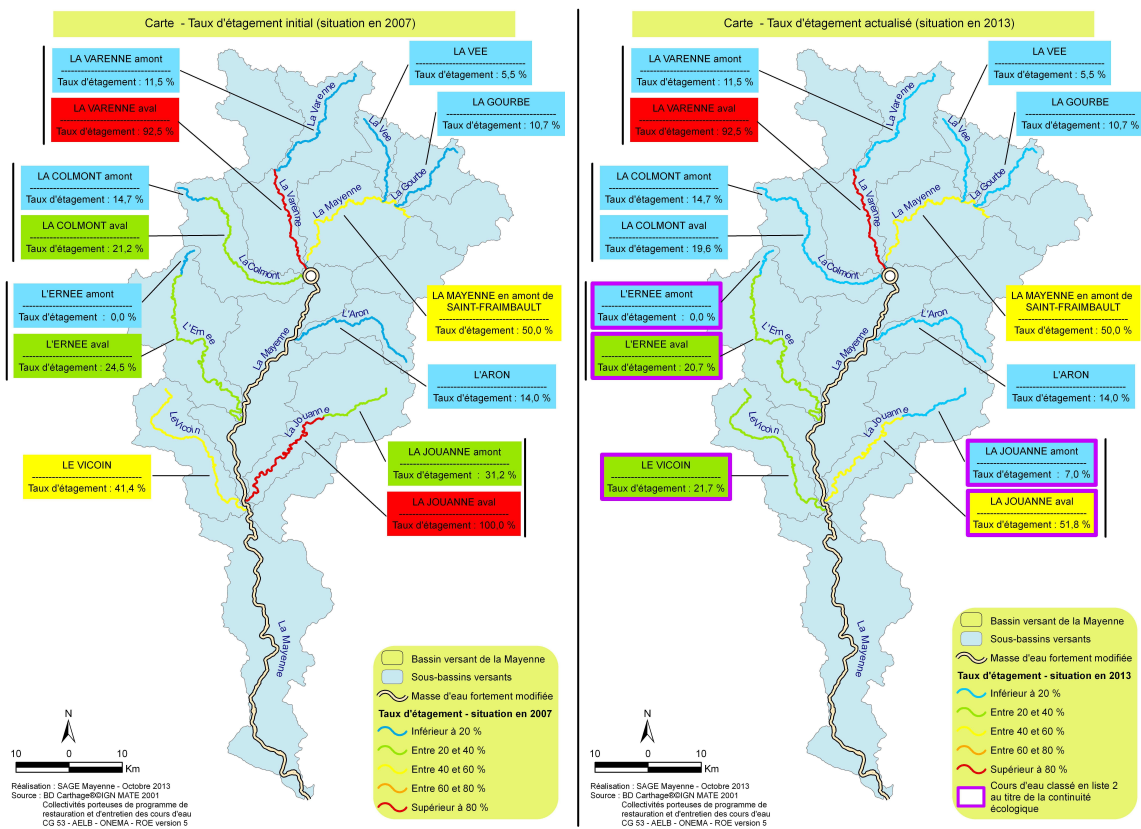 Carte - Taux d'étagement initial (situation en 2007)
LA VARENNE amont
Taux d'étagement : 11,5 %
LA VARENNE aval
Taux d'étagement : 92,5 %
LA VEE
Taux d'étagement : 5,5 %
LA GOURBE
Taux d'étagement : 10,7 %
LA COLMONT amont
Taux d'étagement : 14,7 %
LA COLMONT aval
Taux d'étagement : 21,2 %
L'ERNEE amont
Taux d'étagement : 0,0 %
L'ERNEE aval
Taux d'étagement : 24,5 %
LA MAYENNE en amont de
SAINT-FRAIMBAULT
Taux d'étagement : 50,0 %
L'ARON
Taux d'étagement : 14,0 %
LE VICOIN
Taux d'étagement : 41,4 %
LA JOUANNE amont
Taux d'étagement : 31,2 %
LA JOUANNE aval
Taux d'étagement : 100,0 %
La Varenne
La Vee
La Gourbe
La Mayenne
La Varenne
La Colmont
L'Ernee
La Mayenne
L'Aron
Le Vicoin
La Jouanne
La Mayenne
Bassin versant de la Mayenne
Sous-bassins versants
Masse d'eau fortement modifiée
Taux d'étagement - situation en 2007
Inférieur à 20 %
Entre 20 et 40 %
Entre 40 et 60 %
Entre 60 et 80 %
Supérieur à 80 %
N
10 0 10
Km
Réalisation : SAGE Mayenne - Octobre 2013
Source : BD Carthage®©IGN MATE 2001
Collectivités porteuses de programme de
restauration et d'entretien des cours d'eau
CG 53 - AELB - ONEMA - ROE version 5
Carte - Taux d'étagement actualisé (situation en 2013)
LA VARENNE amont
Taux d'étagement : 11,5 %
LA VARENNE aval
Taux d'étagement : 92,5 %
LA VEE
Taux d'étagement : 5,5 %
LA GOURBE
Taux d'étagement : 10,7 %
LA COLMONT amont
Taux d'étagement : 14,7 %
LA COLMONT aval
Taux d'étagement : 19,6 %
L'ERNEE amont
Taux d'étagement : 0,0 %
L'ERNEE aval
Taux d'étagement : 20,7 %
LA MAYENNE en amont de
SAINT-FRAIMBAULT
Taux d'étagement : 50,0 %
L'ARON
Taux d'étagement : 14,0 %
LE VICOIN
Taux d'étagement : 21,7 %
LA JOUANNE amont
Taux d'étagement : 7,0 %
LA JOUANNE aval
Taux d'étagement : 51,8 %
La Varenne
La Vee
La Gourbe
La Mayenne
La Varenne
La Colmont
L'Ernee
La Mayenne
L'Aron
Le Vicoin
La Jouanne
La Mayenne
Bassin versant de la Mayenne
Sous-bassins versants
Masse d'eau fortement modifiée
Taux d'étagement - situation en 2013
Inférieur à 20 %
Entre 20 et 40 %
Entre 40 et 60 %
Entre 60 et 80 %
Supérieur à 80 %
Cours d'eau classé en liste 2
au titre de la continuité
écologique
N
10 0 10
Km
Réalisation : SAGE Mayenne - Octobre 2013
Source : BD Carthage®©IGN MATE 2001
Collectivités porteuses de programme de
restauration et d'entretien des cours d'eau
CG 53 - AELB - ONEMA - ROE version 5